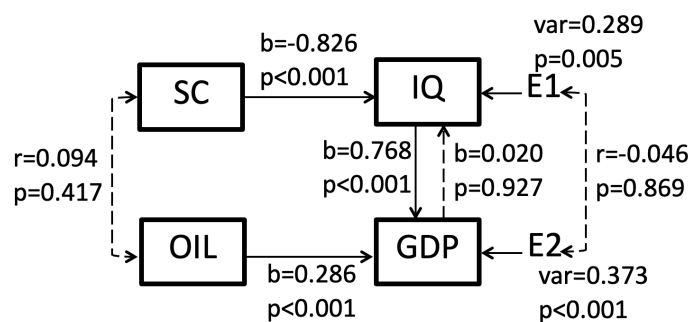 var=0.289
b=-0.826
p=0.005
p<0.001
SC
IQ
E1
r=0.094
p=0.417
b=0.768
p<0.001
b=0.020
p=0.927
r=-0.046
p=0.869
OIL
GDP
E2
b=0.286
p<0.001
var=0.373
p<0.001